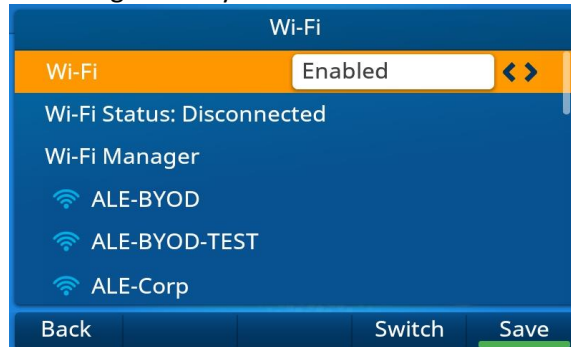 Wi-Fi
Wi-Fi Enabled
Wi-Fi Status: Disconnected
Wi-Fi Manager
ALE-BYOD
ALE-BYOD-TEST
ALE-Corp
Back Switch Save